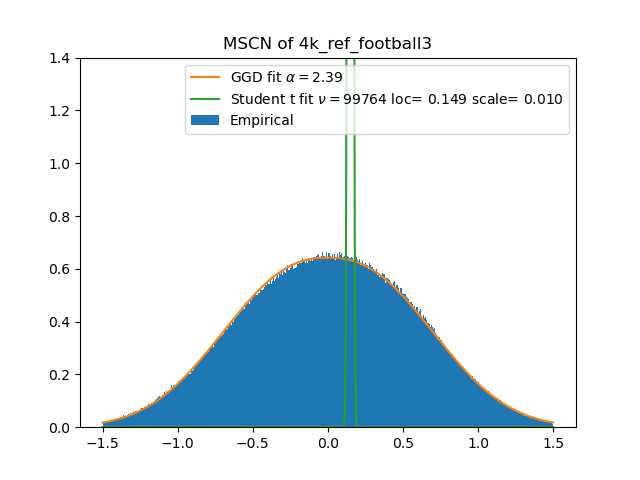 MSCN of 4k_ref_football3
GGD fit α = 2.39
Student t fit ν = 99764 loc= 0.149 scale= 0.010
Empirical
1.4
1.2
1.0
0.8
0.6
0.4
0.2
0.0
−1.5 −1.0 −0.5 0.0 0.5 1.0 1.5